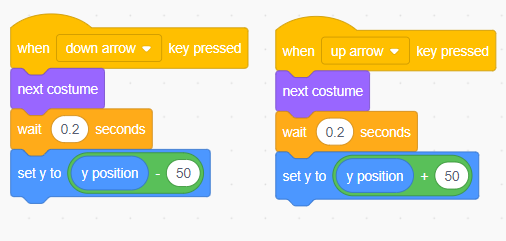 when down arrow key pressed
next costume
wait 0.2 seconds
set y to y position - 50
when up arrow key pressed
next costume
wait 0.2 seconds
set y to y position + 50